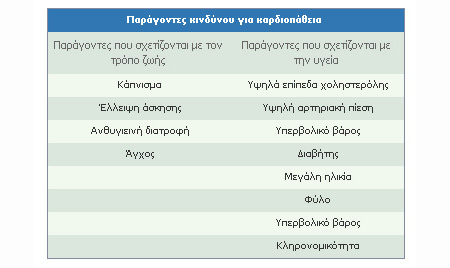 Παράγοντες κινδύνου για καρδιοπάθεια
Παράγοντες που σχετίζονται με τον τρόπο ζωής
Παράγοντες που σχετίζονται με την υγεία
Κάπνισμα
Υψηλά επίπεδα χοληστερόλης
Έλλειψη άσκησης
Υψηλή αρτηριακή πίεση
Ανθυγιεινή διατροφή
Υπερβολικό βάρος
Άγχος
Διαβήτης
Μεγάλη ηλικία
Φύλο
Υπερβολικό βάρος
Κληρονομικότητα